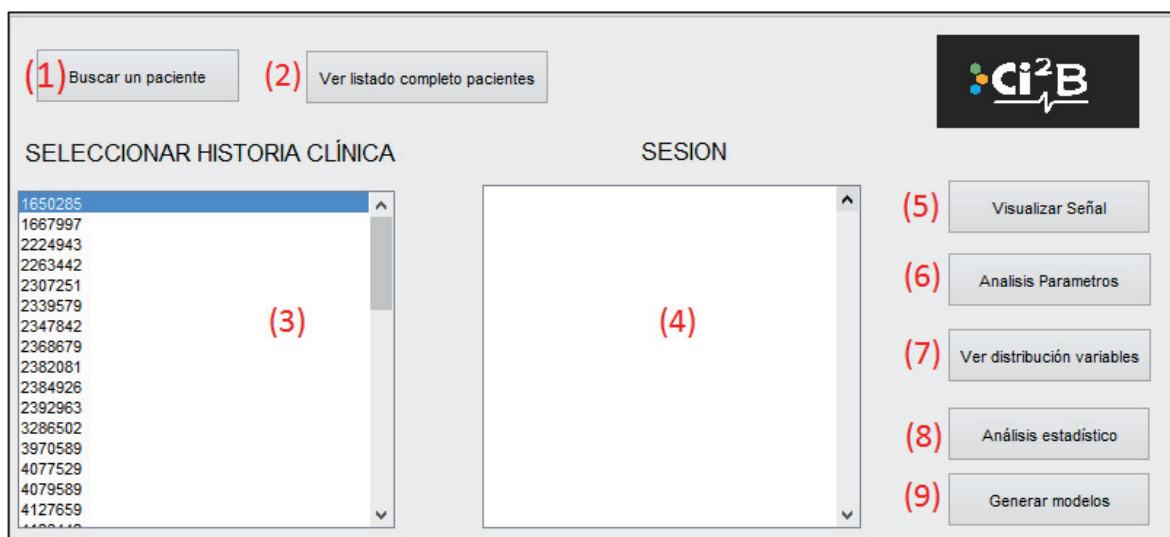 (1) Buscar un paciente
(2) Ver listado completo pacientes
Ci²B
SELECCIONAR HISTORIA CLÍNICA
SESION
1650285
1667997
2224943
2263442
2307251
2339579
2347842
2368679
2382081
2384926
2392963
3286502
3970589
4077529
4079589
4127659
(3)
(4)
(5) Visualizar Señal
(6) Analisis Parametros
(7) Ver distribución variables
(8) Análisis estadístico
(9) Generar modelos